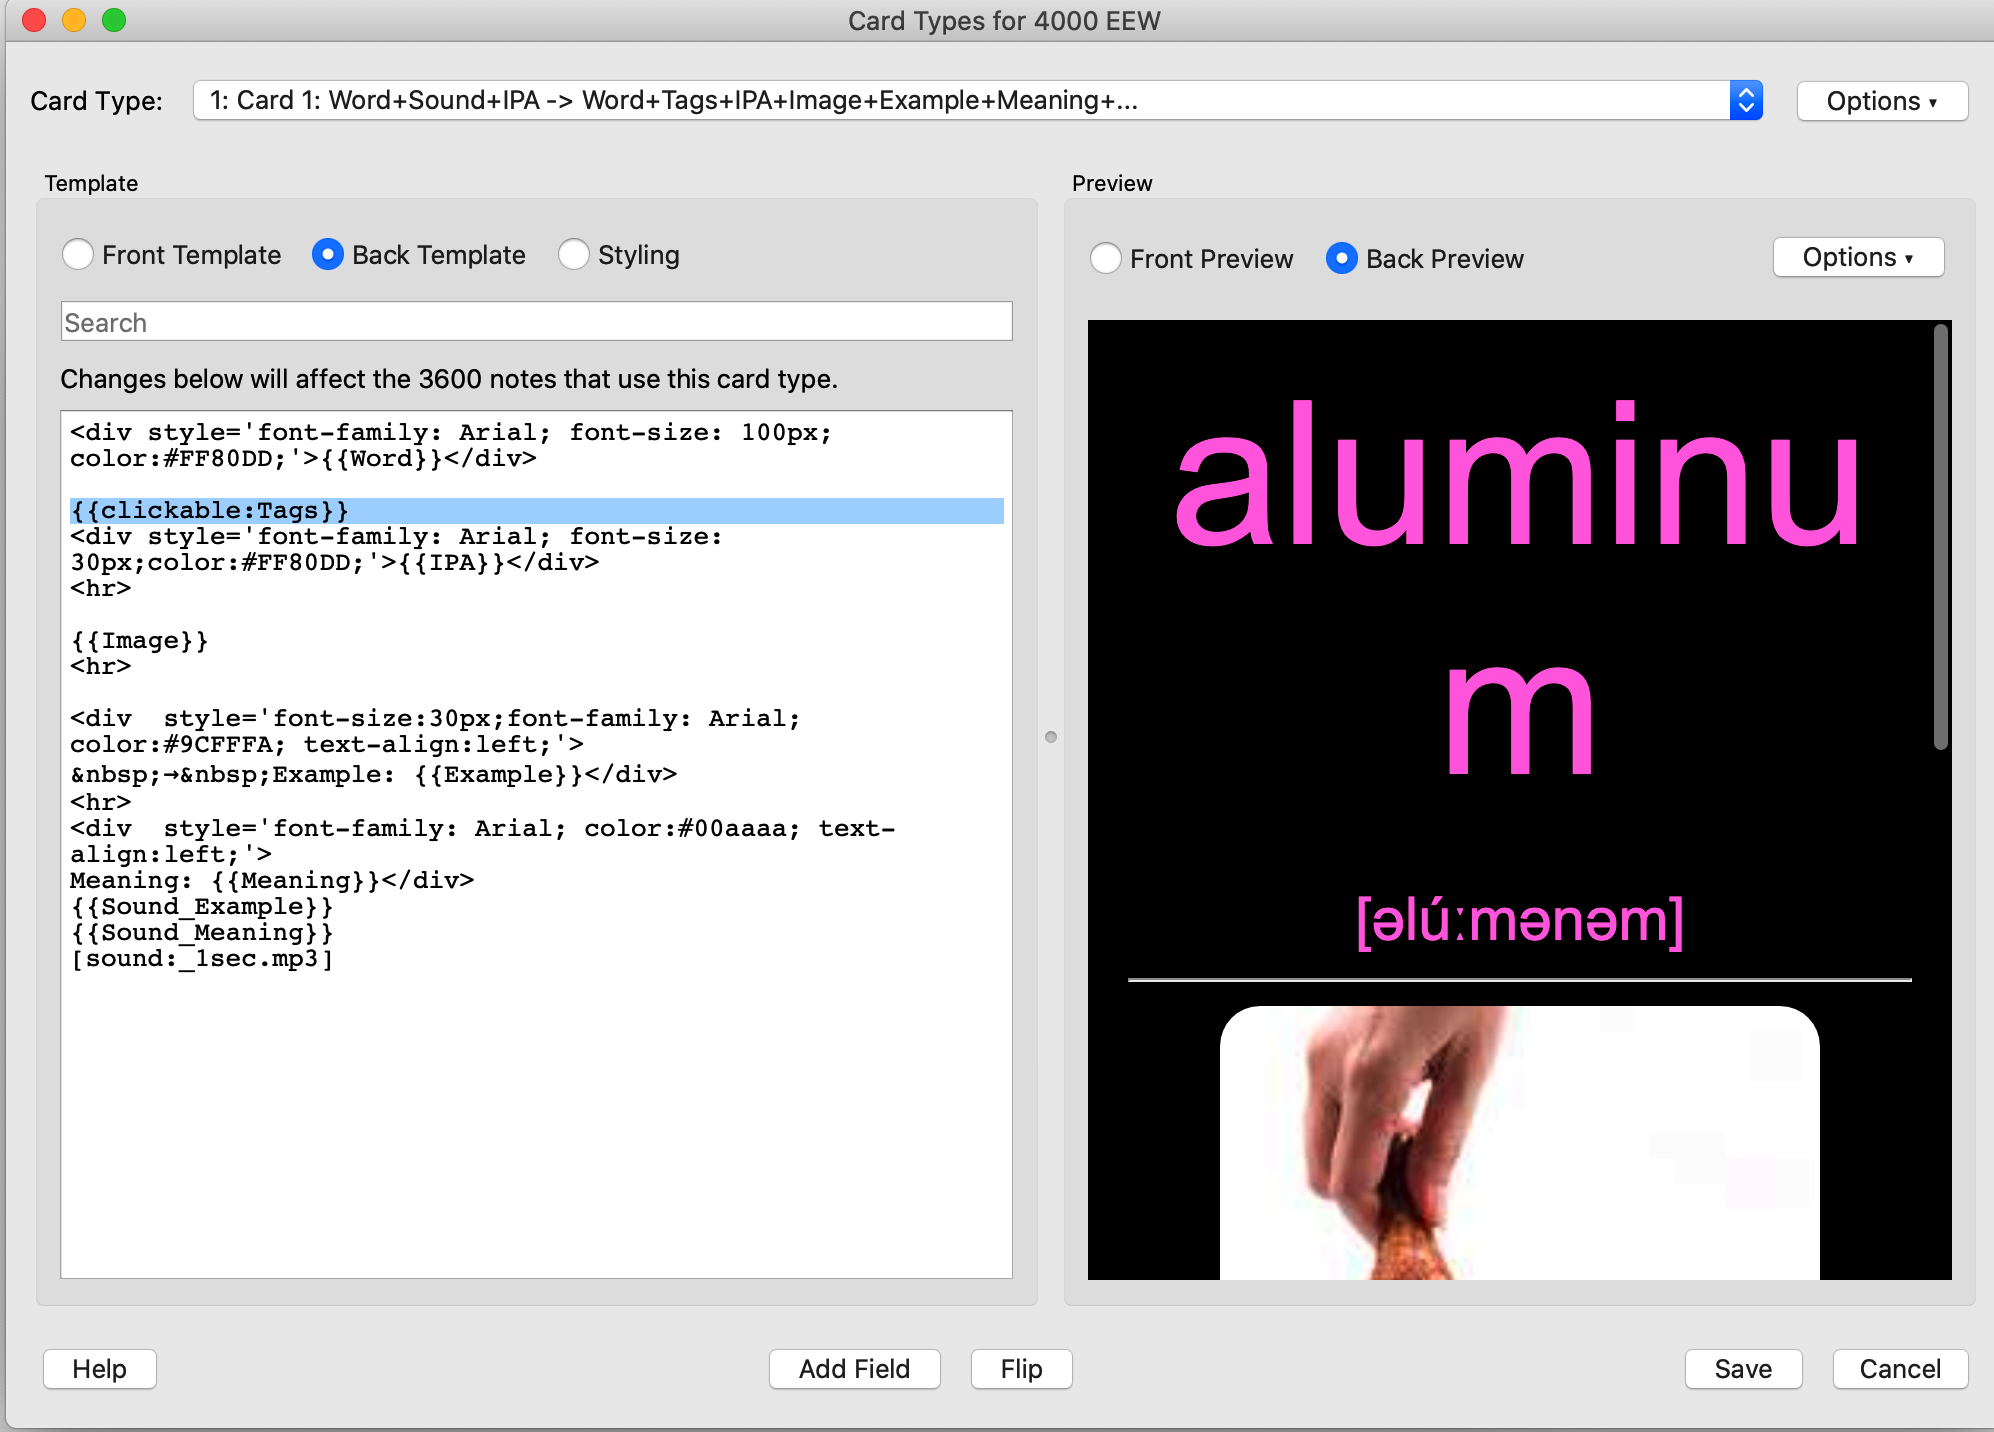 Card Types for 4000 EEW
Card Type:
1: Card 1: Word+Sound+IPA -> Word+Tags+IPA+Image+Example+Meaning+...
Options ▾
Template
Front Template
Back Template
Styling
Search
Changes below will affect the 3600 notes that use this card type.
<div style='font-family: Arial; font-size: 100px;
color:#FF80DD;'>{{Word}}</div>
{{clickable:Tags}}
<div style='font-family: Arial; font-size:
30px;color:#FF80DD;'>{{IPA}}</div>
<hr>
{{Image}}
<hr>
<div  style='font-size:30px;font-family: Arial;
color:#9CFFFA; text-align:left;'>
&nbsp;→&nbsp;Example: {{Example}}</div>
<hr>
<div  style='font-family: Arial; color:#00aaaa; text-
align:left;'>
Meaning: {{Meaning}}</div>
{{Sound_Example}}
{{Sound_Meaning}}
[sound:_1sec.mp3]
Preview
Front Preview
Back Preview
Options ▾
aluminu
m
[əlúːmənəm]
Help
Add Field
Flip
Save
Cancel